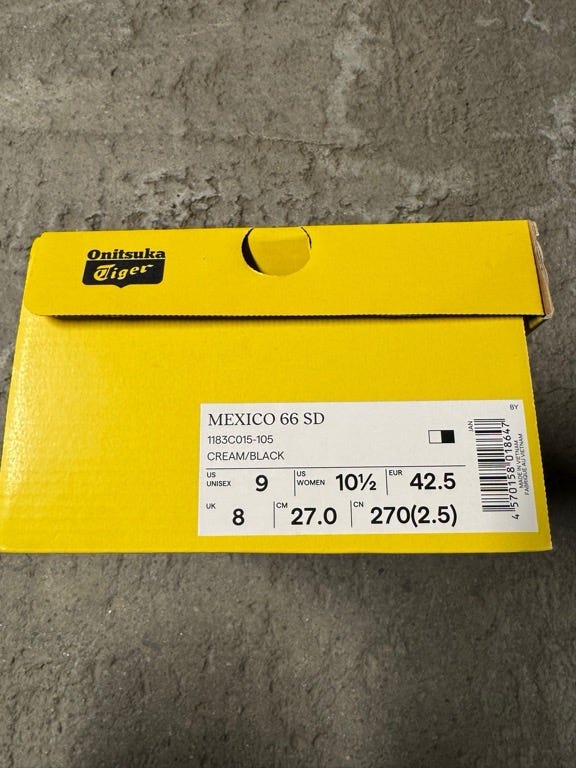 Onitsuka
Tiger
MEXICO 66 SD
1183C015-105
CREAM/BLACK
US UNISEX 9 US WOMEN 10½ EUR 42.5
UK 8 CM 27.0 CN 270(2.5)
BY
JAN
4 570158 018647
MADE IN VIETNAM
FABRIQUÉ AU VIETNAM